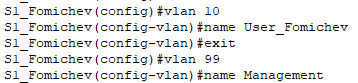 S1_Fomichev(config)#vlan 10
S1_Fomichev(config-vlan)#name User_Fomichev
S1_Fomichev(config-vlan)#exit
S1_Fomichev(config)#vlan 99
S1_Fomichev(config-vlan)#name Management